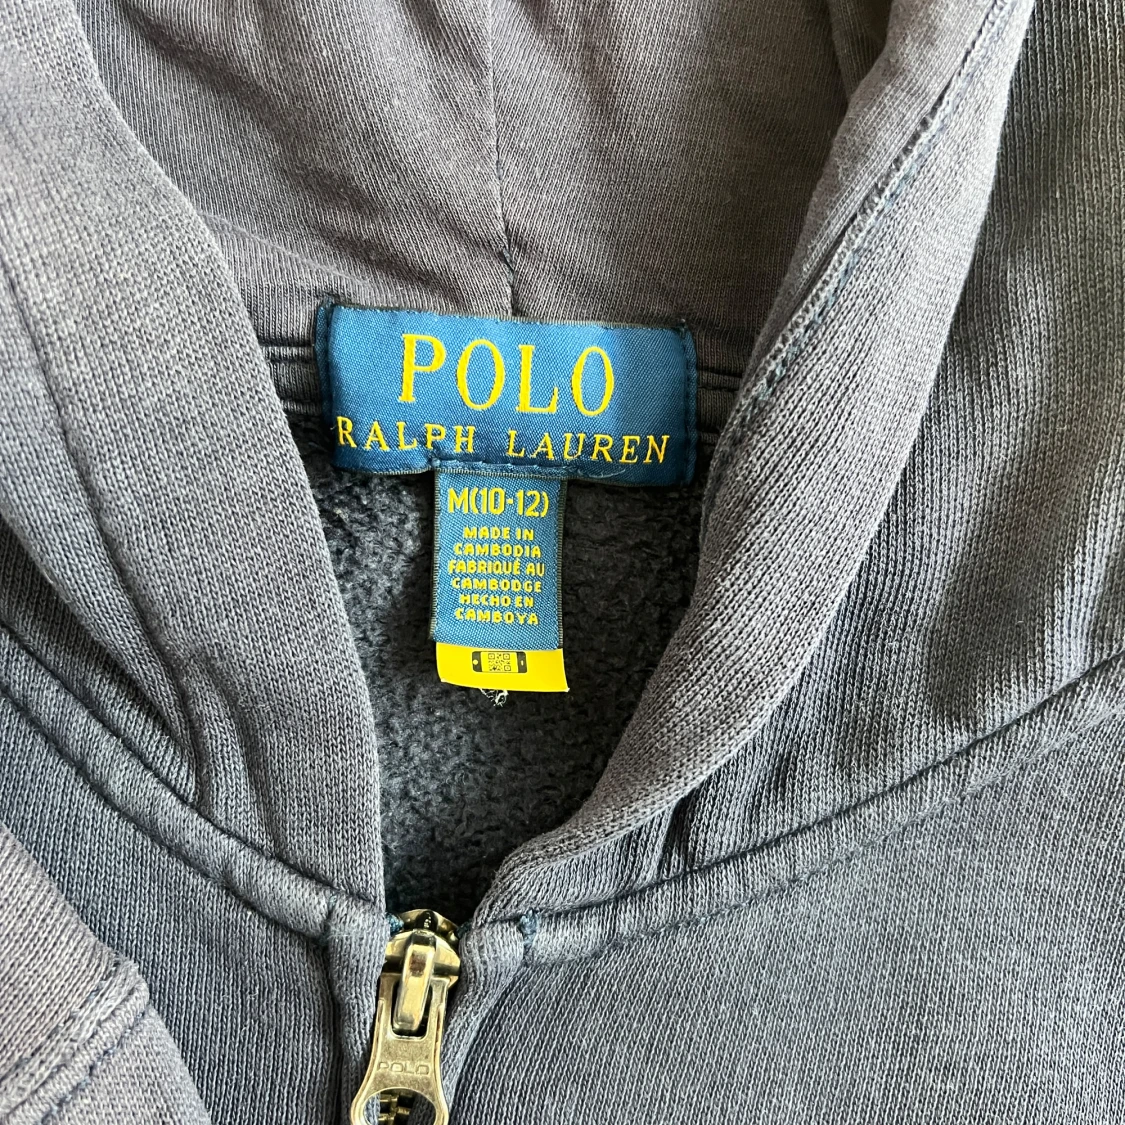 POLO
RALPH LAUREN
M(10-12)
MADE IN
CAMBODIA
FABRIQUÉ AU
CAMBODGE
HECHO EN
CAMBOYA
POLO